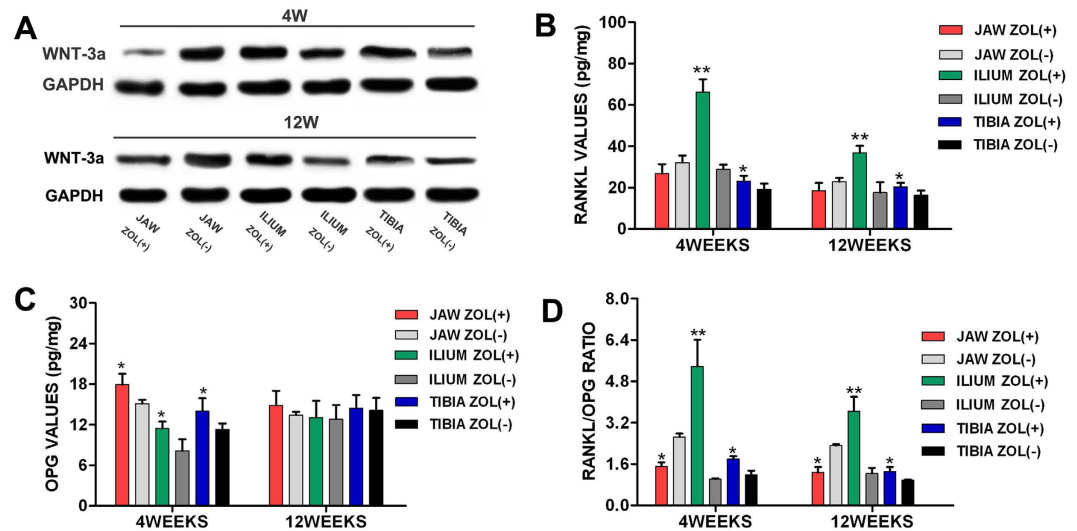 A
4W
WNT-3a
GAPDH
12W
WNT-3a
GAPDH
JAW ZOL(+)
JAW ZOL(-)
ILIUM ZOL(+)
ILIUM ZOL(-)
TIBIA ZOL(+)
TIBIA ZOL(-)
B
RANKL VALUES (pg/mg)
100
80
60
40
20
0
**
*
**
*
4WEEKS
12WEEKS
JAW ZOL(+)
JAW ZOL(-)
ILIUM ZOL(+)
ILIUM ZOL(-)
TIBIA ZOL(+)
TIBIA ZOL(-)
C
OPG VALUES (pg/mg)
30
24
18
12
6
0
*
*
*
4WEEKS
12WEEKS
JAW ZOL(+)
JAW ZOL(-)
ILIUM ZOL(+)
ILIUM ZOL(-)
TIBIA ZOL(+)
TIBIA ZOL(-)
D
RANKL/OPG RATIO
8.0
6.4
4.8
3.2
1.6
0.0
*
**
*
*
**
*
4WEEKS
12WEEKS
JAW ZOL(+)
JAW ZOL(-)
ILIUM ZOL(+)
ILIUM ZOL(-)
TIBIA ZOL(+)
TIBIA ZOL(-)